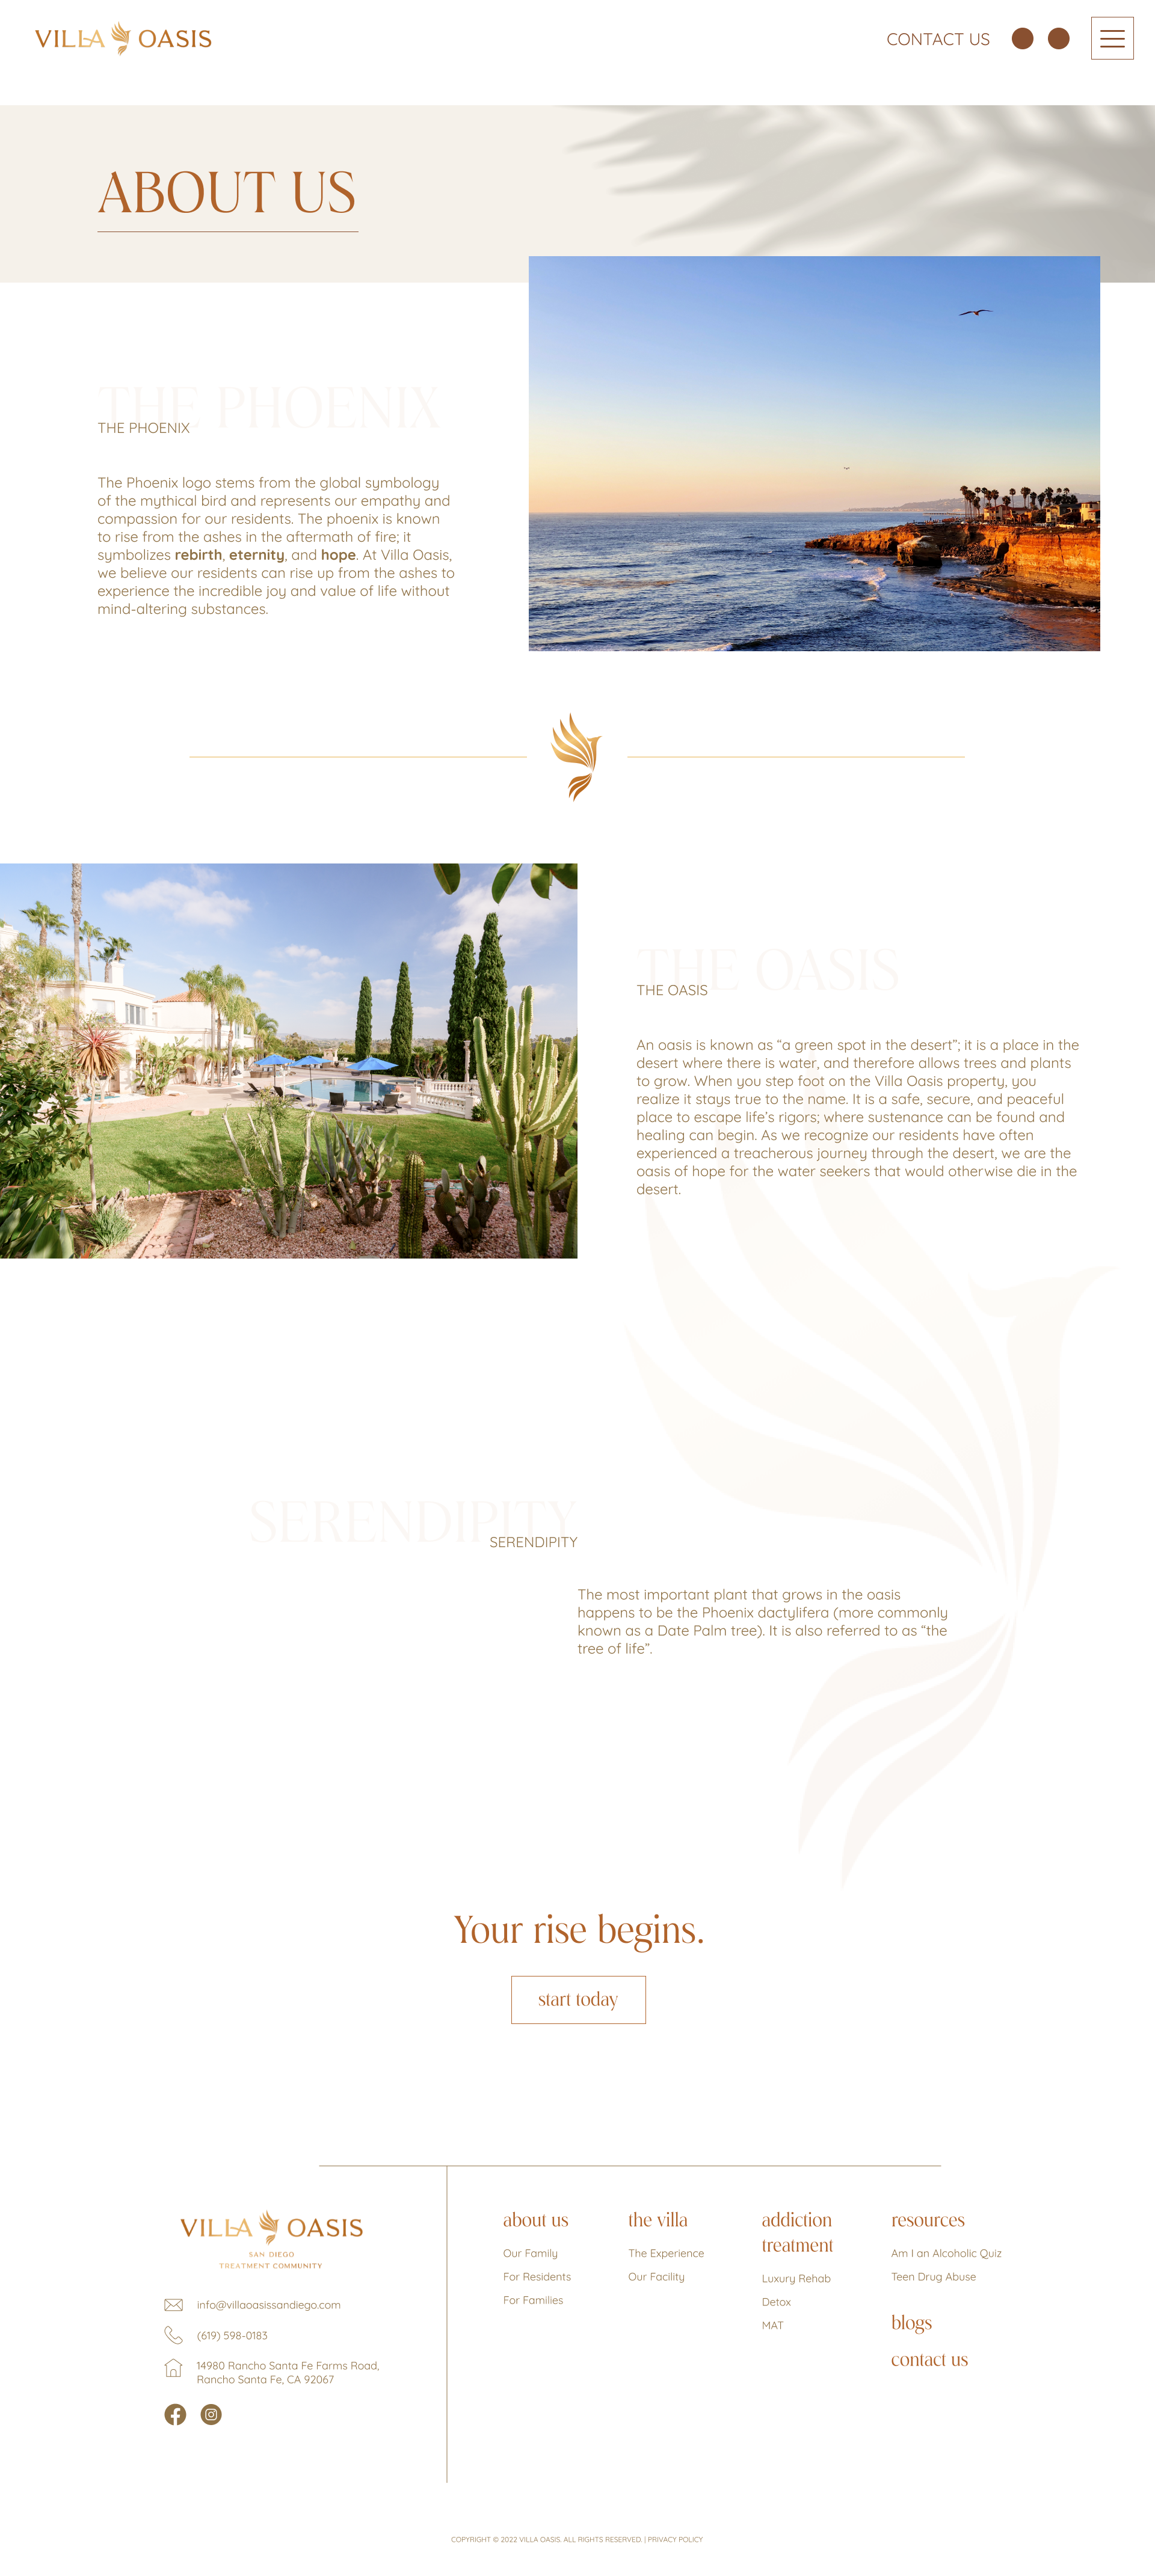 VILLA OASIS
CONTACT US
ABOUT US
THE PHOENIX
THE PHOENIX
The Phoenix logo stems from the global symbology
of the mythical bird and represents our empathy and
compassion for our residents. The phoenix is known
to rise from the ashes in the aftermath of fire; it
symbolizes rebirth, eternity, and hope. At Villa Oasis,
we believe our residents can rise up from the ashes to
experience the incredible joy and value of life without
mind-altering substances.
THE OASIS
THE OASIS
An oasis is known as “a green spot in the desert”; it is a place in the
desert where there is water, and therefore allows trees and plants
to grow. When you step foot on the Villa Oasis property, you
realize it stays true to the name. It is a safe, secure, and peaceful
place to escape life’s rigors; where sustenance can be found and
healing can begin. As we recognize our residents have often
experienced a treacherous journey through the desert, we are the
oasis of hope for the water seekers that would otherwise die in the
desert.
SERENDIPITY
SERENDIPITY
The most important plant that grows in the oasis
happens to be the Phoenix dactylifera (more commonly
known as a Date Palm tree). It is also referred to as “the
tree of life”.
Your rise begins.
start today
VILLA OASIS
SAN DIEGO
TREATMENT COMMUNITY
info@villaoasissandiego.com
(619) 598-0183
14980 Rancho Santa Fe Farms Road,
Rancho Santa Fe, CA 92067
about us
Our Family
For Residents
For Families
the villa
The Experience
Our Facility
addiction
treatment
Luxury Rehab
Detox
MAT
resources
Am I an Alcoholic Quiz
Teen Drug Abuse
blogs
contact us
COPYRIGHT © 2022 VILLA OASIS. ALL RIGHTS RESERVED. | PRIVACY POLICY